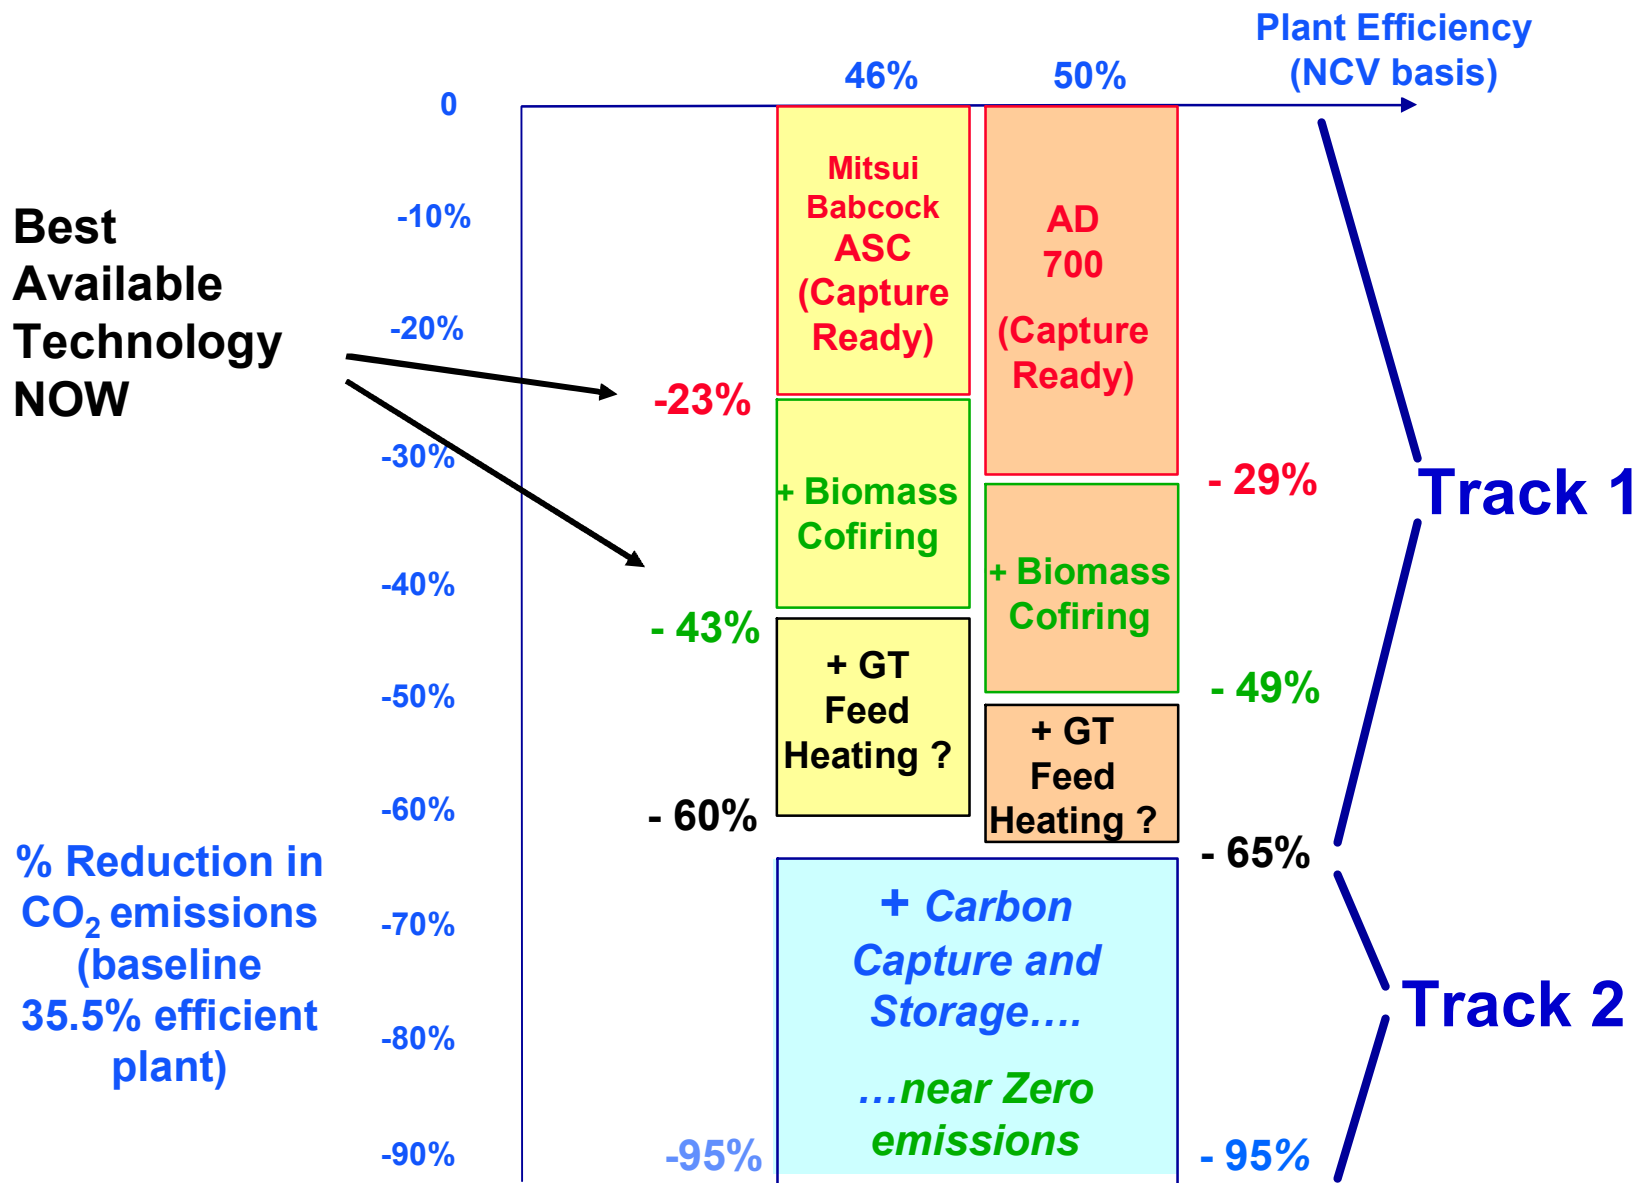 Plant Efficiency
(NCV basis)
46%
50%
0
-10%
-20%
-30%
-40%
-50%
-60%
-70%
-80%
-90%
Best
Available
Technology
NOW
% Reduction in
CO₂ emissions
(baseline
35.5% efficient
plant)
Mitsui
Babcock
ASC
(Capture
Ready)
-23%
+ Biomass
Cofiring
- 43%
+ GT
Feed
Heating ?
- 60%
AD
700
(Capture
Ready)
- 29%
+ Biomass
Cofiring
- 49%
+ GT
Feed
Heating ?
- 65%
+ Carbon
Capture and
Storage....
...near Zero
emissions
-95%
- 95%
Track 1
Track 2